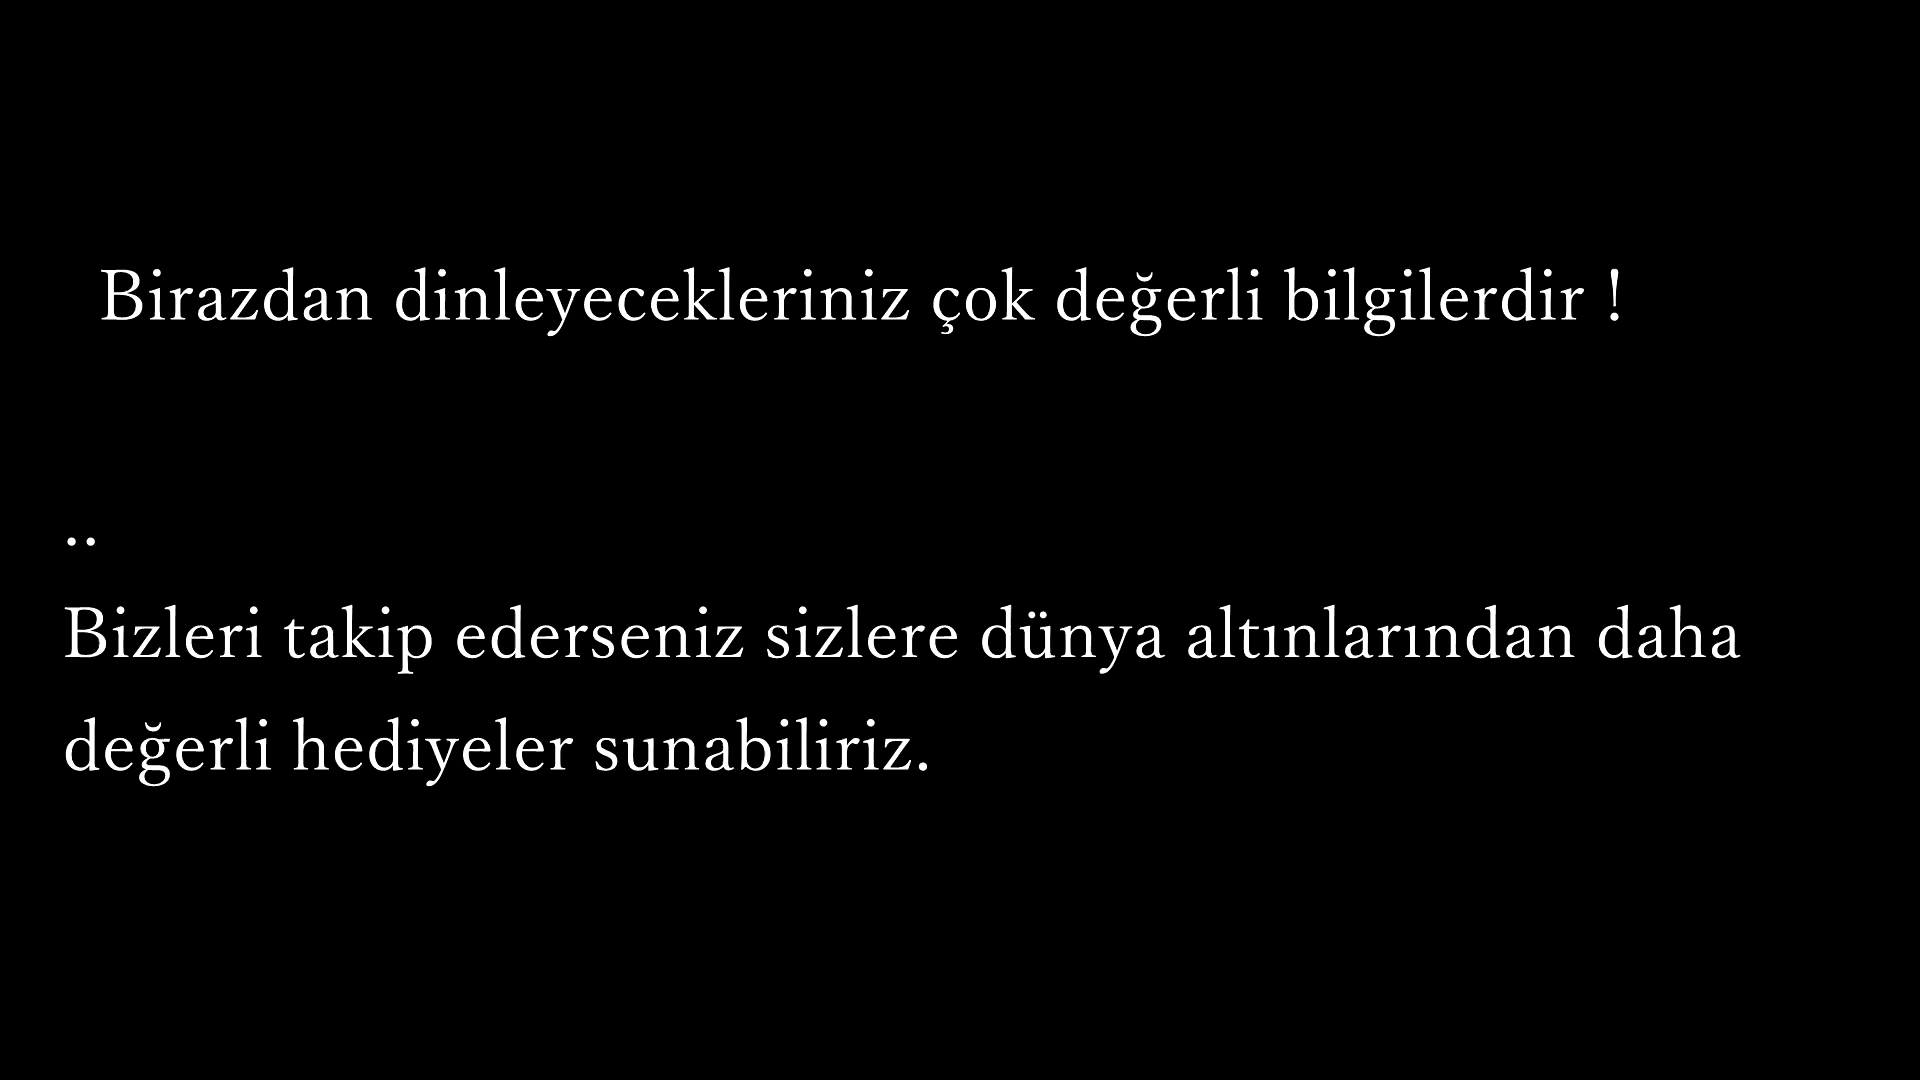 Birazdan dinleyecekleriniz çok değerli bilgilerdir !
..
Bizleri takip ederseniz sizlere dünya altınlarından daha
değerli hediyeler sunabiliriz.